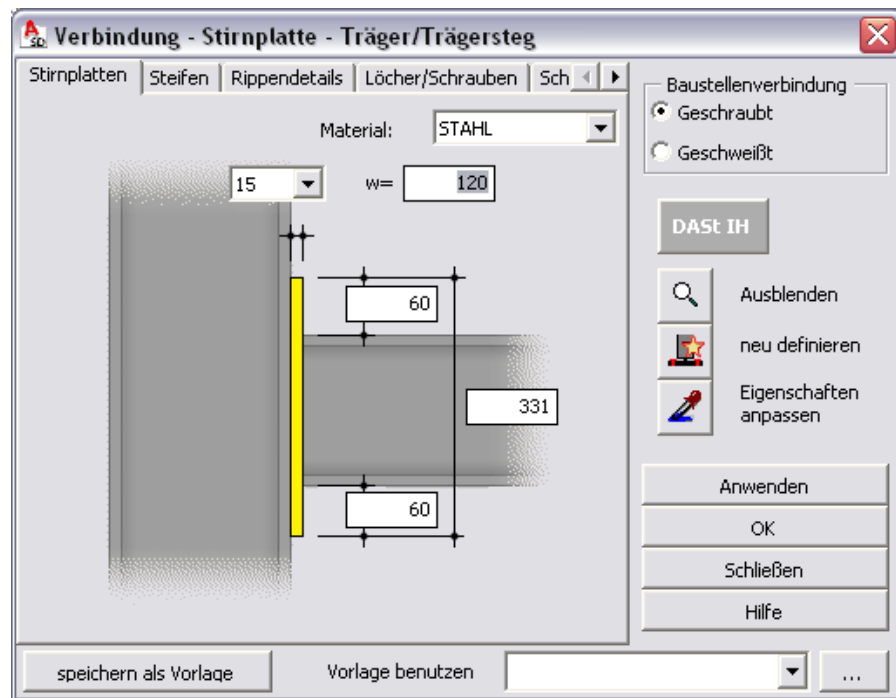 Verbindung - Stirnplatte - Träger/Trägersteg
Stirnplatten Steifen Rippendetails Löcher/Schrauben Sch
Material: STAHL
15 w= 120
60
331
60
Baustellenverbindung
Geschraubt
Geschweißt
DASt IH
Ausblenden
neu definieren
Eigenschaften
anpassen
Anwenden
OK
Schließen
Hilfe
speichern als Vorlage Vorlage benutzen ...